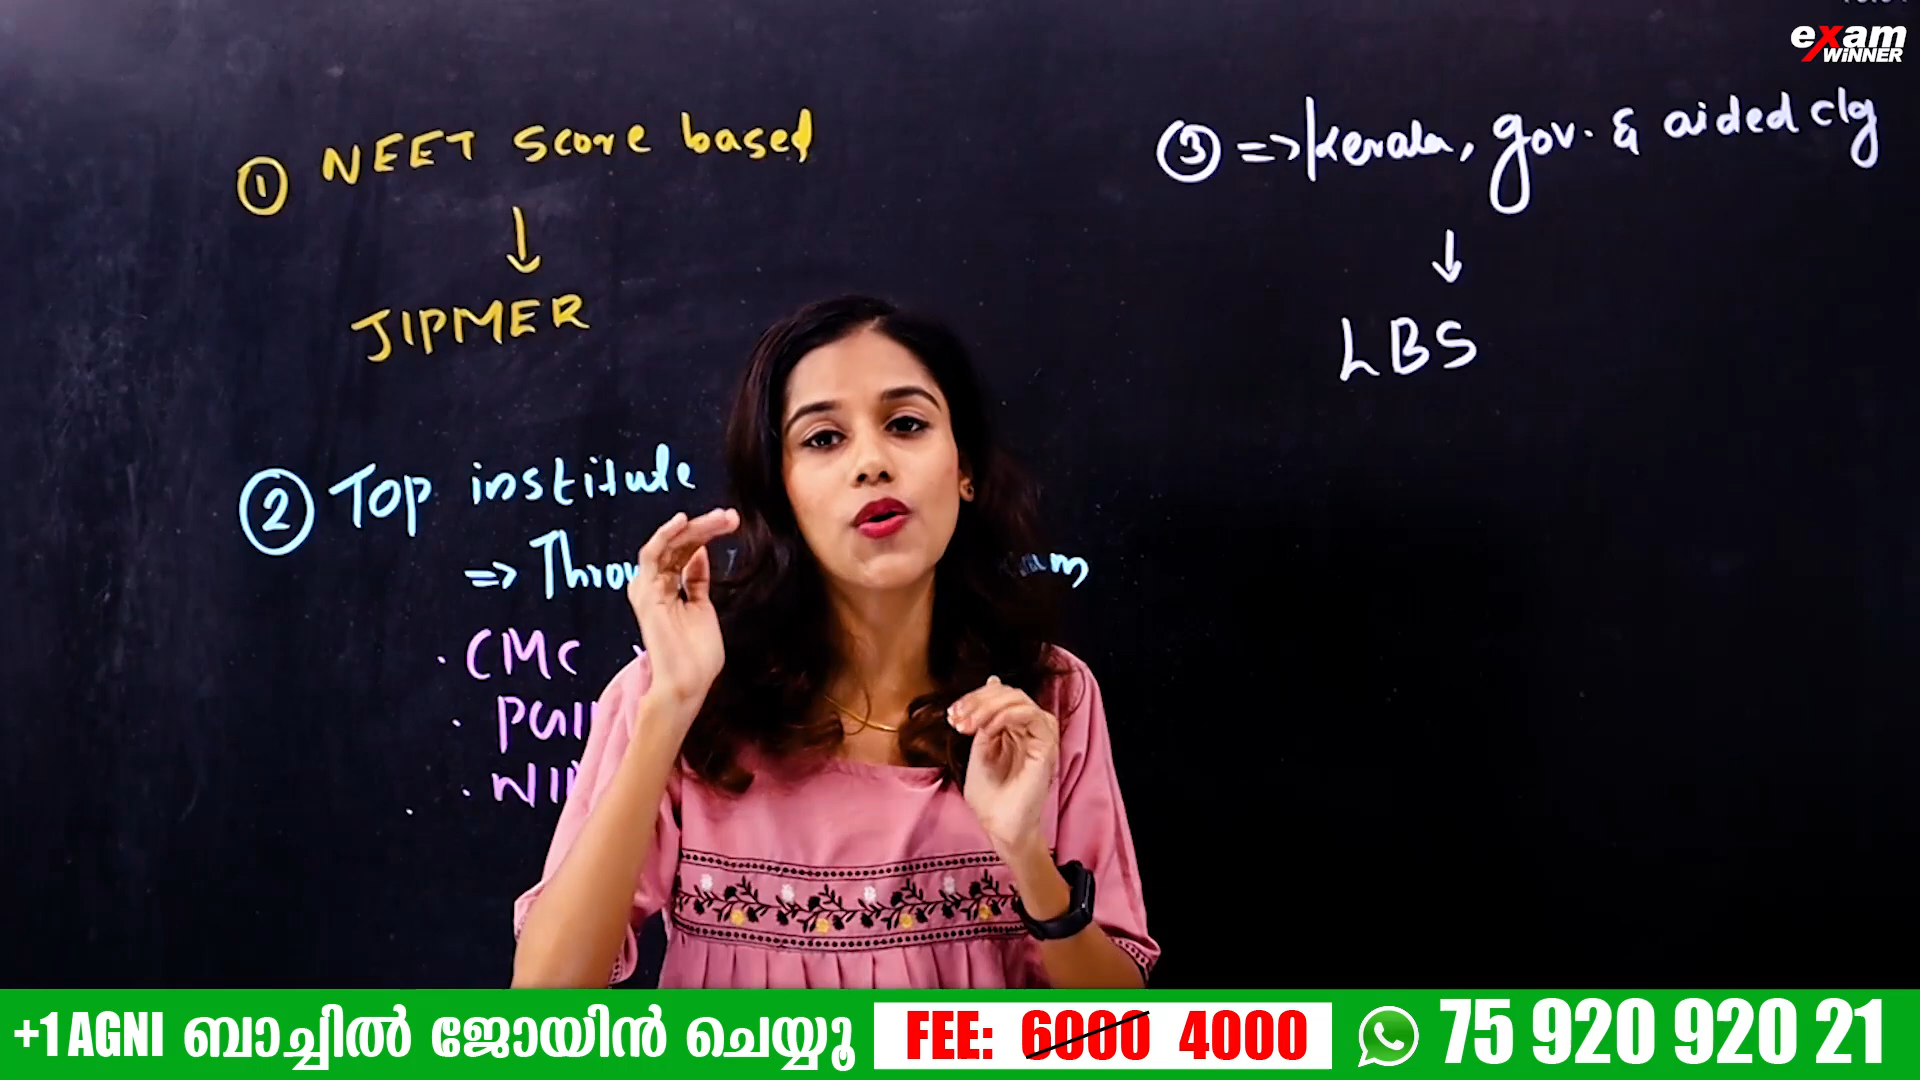 exam
WiNNER
① NEET Score based
↓
JIPMER
② Top institute
=>
· CMC
③ => Kerala, gov. & aided clg
↓
LBS
+1 AGNI ബാച്ചിൽ ജോയിൻ ചെയ്യൂ
FEE: 6000 4000
75 920 920 21